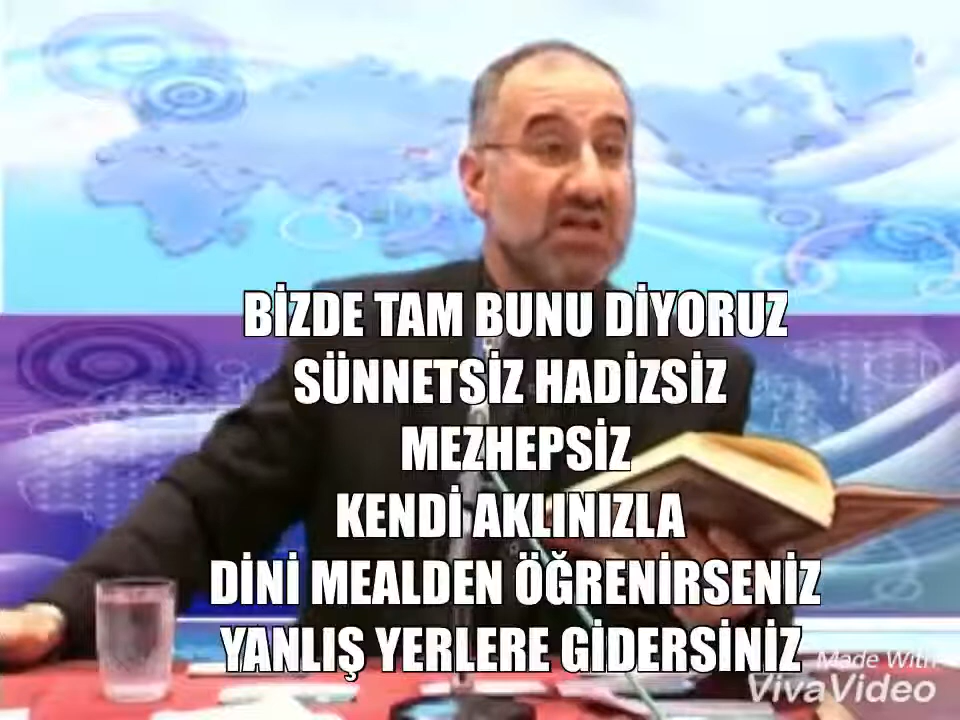 BİZDE TAM BUNU DİYORUZ
SÜNNETSİZ HADİZSİZ
MEZHEPSİZ
KENDİ AKLINIZLA
DİNİ MEALDEN ÖĞRENİRSENİZ
YANLIŞ YERLERE GİDERSİNİZ
Made With
VivaVideo